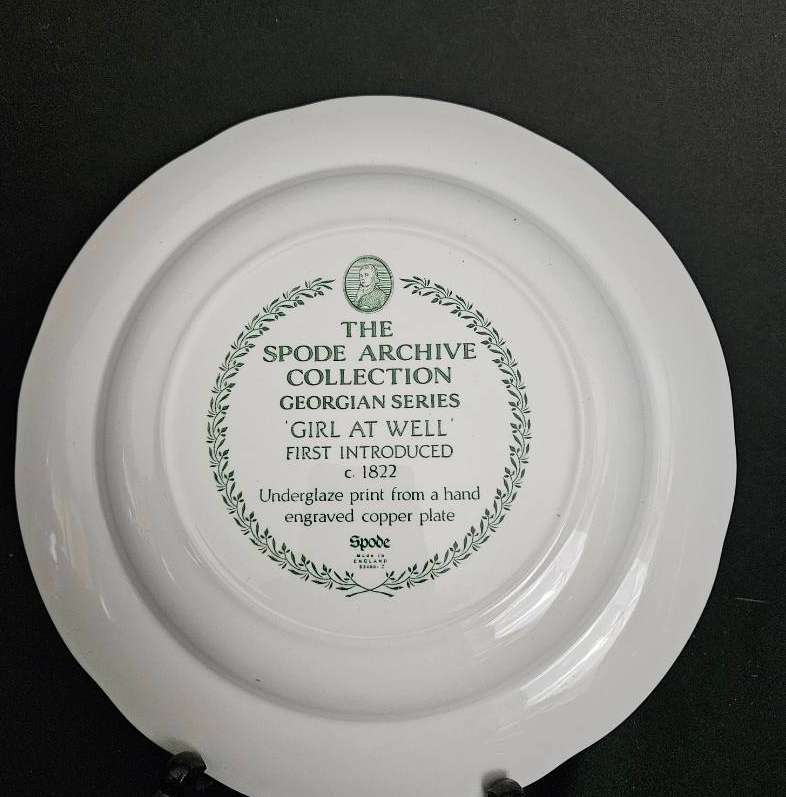 THE
SPODE ARCHIVE
COLLECTION
GEORGIAN SERIES
'GIRL AT WELL'
FIRST INTRODUCED
c. 1822
Underglaze print from a hand
engraved copper plate
Spode
MADE IN
ENGLAND